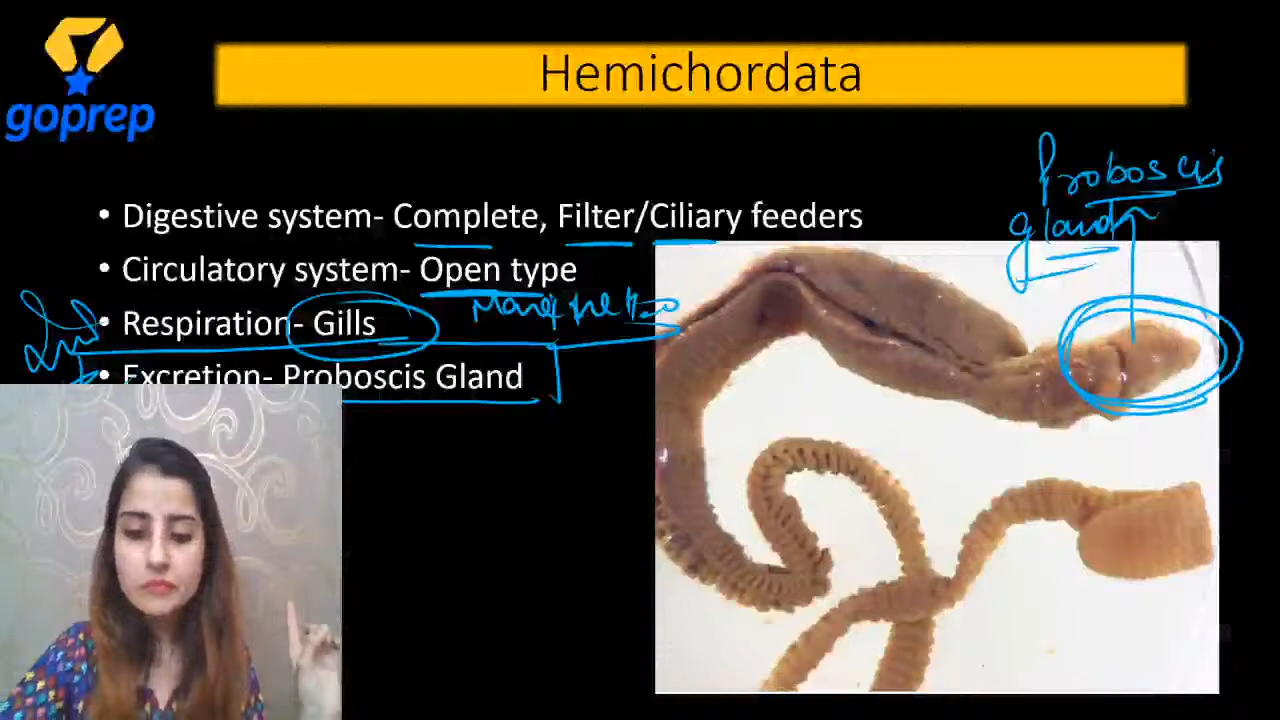 goprep
Hemichordata
Proboscis
gland
• Digestive system- Complete, Filter/Ciliary feeders
• Circulatory system- Open type
• Respiration- Gills
• Excretion- Proboscis Gland